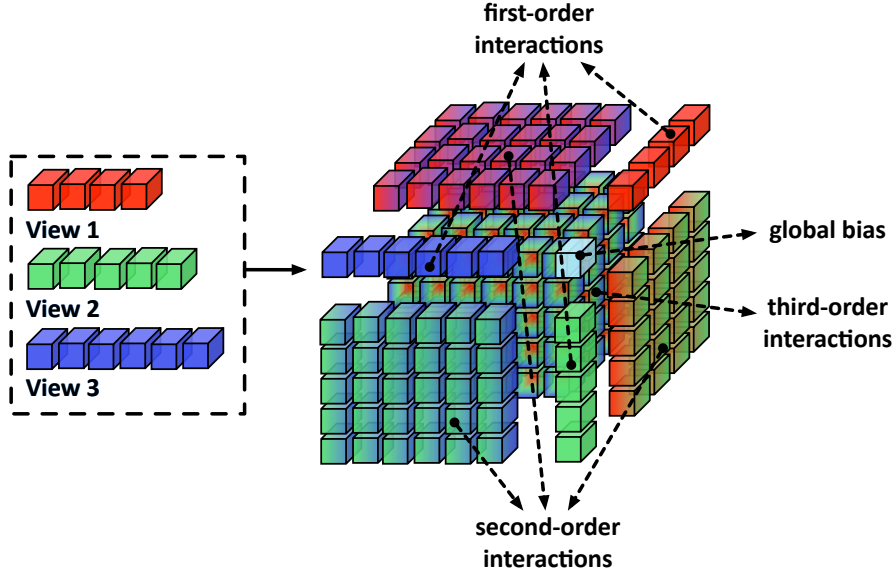 first-order
interactions
View 1
View 2
View 3
global bias
third-order
interactions
second-order
interactions